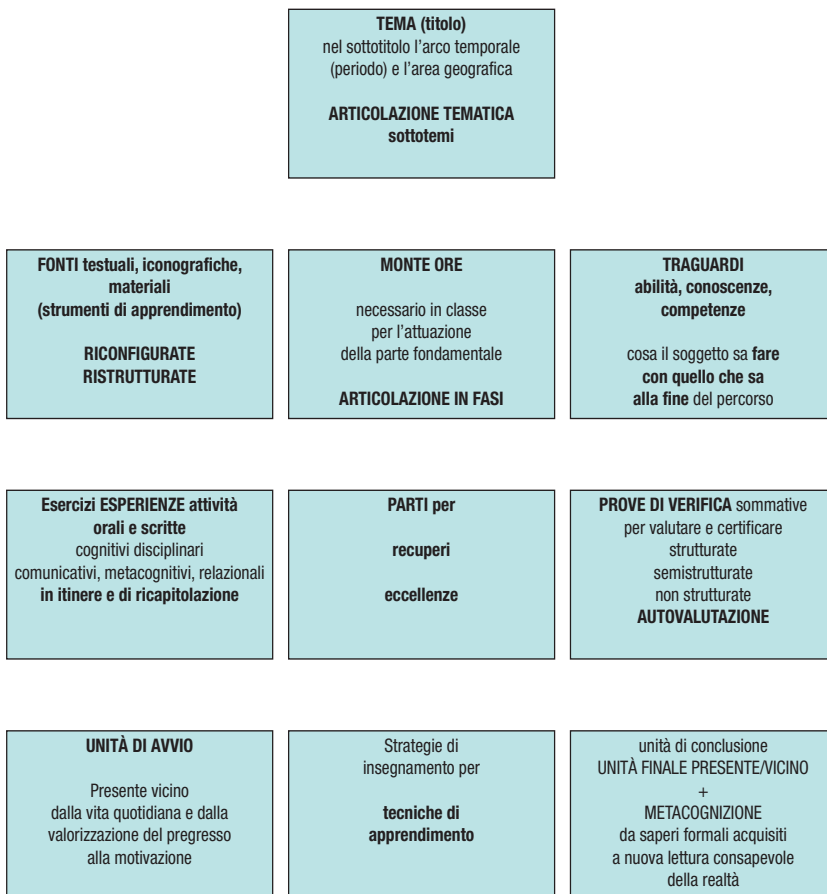 TEMA (titolo)
nel sottotitolo l’arco temporale
(periodo) e l’area geografica
ARTICOLAZIONE TEMATICA
sottotemi
FONTI testuali, iconografiche,
materiali
(strumenti di apprendimento)
RICONFIGURATE
RISTRUTTURATE
MONTE ORE
necessario in classe
per l’attuazione
della parte fondamentale
ARTICOLAZIONE IN FASI
TRAGUARDI
abilità, conoscenze,
competenze
cosa il soggetto sa fare
con quello che sa
alla fine del percorso
Esercizi ESPERIENZE attività
orali e scritte
cognitivi disciplinari
comunicativi, metacognitivi, relazionali
in itinere e di ricapitolazione
PARTI per
recuperi
eccellenze
PROVE DI VERIFICA sommative
per valutare e certificare
strutturate
semistrutturate
non strutturate
AUTOVALUTAZIONE
UNITÀ DI AVVIO
Presente vicino
dalla vita quotidiana e dalla
valorizzazione del pregresso
alla motivazione
Strategie di
insegnamento per
tecniche di
apprendimento
unità di conclusione
UNITÀ FINALE PRESENTE/VICINO
+
METACOGNIZIONE
da saperi formali acquisiti
a nuova lettura consapevole
della realtà